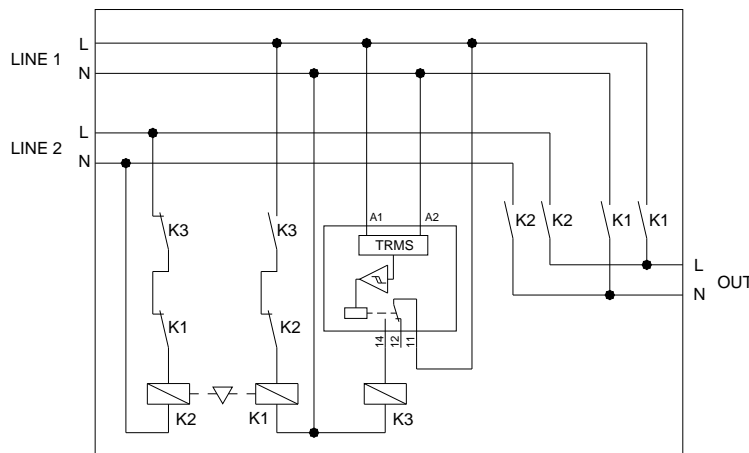 L
LINE 1
N
L
LINE 2
N
A1 A2
K2 K2 K1 K1
K3 K3
TRMS
L
OUT
N
K1 K2
14 12 11
K2 K1 K3